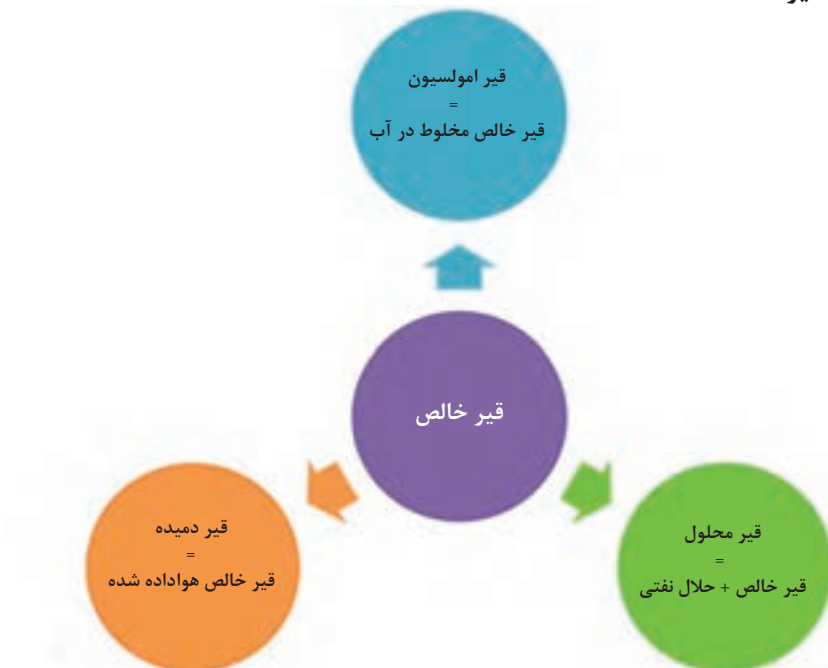 قیر امولسیون
=
قیر خالص مخلوط در آب
قیر خالص
قیر محلول
=
قیر خالص + حلال نفتی
قیر دمیده
=
قیر خالص هواداده شده